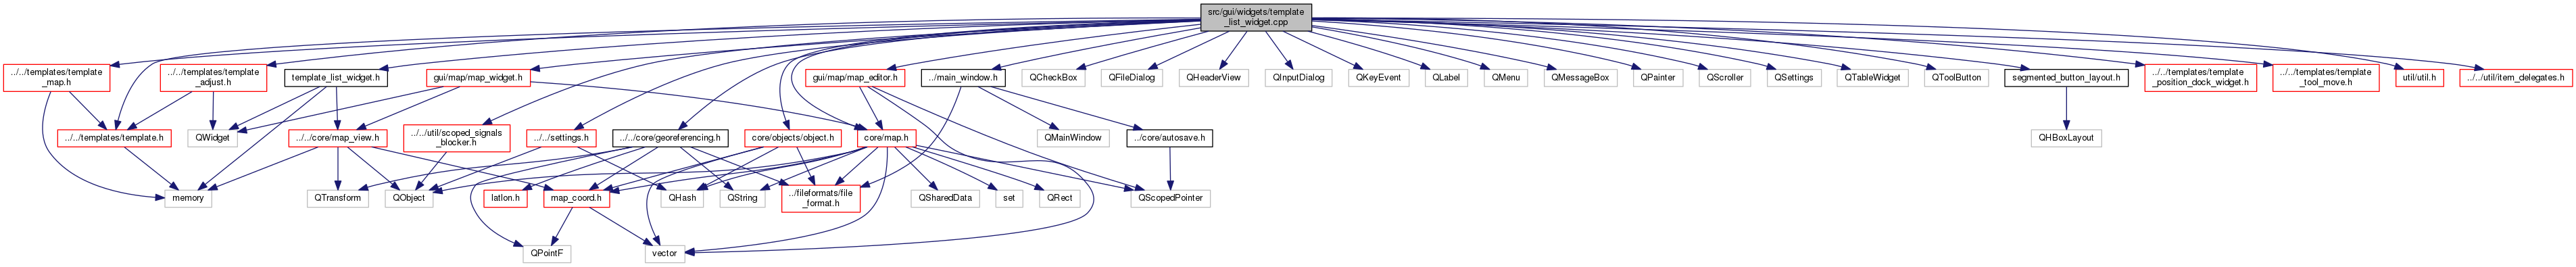 src/gui/widgets/template
_list_widget.cpp
../../templates/template
_map.h
../../templates/template
_adjust.h
template_list_widget.h
gui/map/map_widget.h
gui/map/map_editor.h
../main_window.h
QCheckBox
QFileDialog
QHeaderView
QInputDialog
QKeyEvent
QLabel
QMenu
QMessageBox
QPainter
QScroller
QSettings
QTableWidget
QToolButton
segmented_button_layout.h
../../templates/template
_position_dock_widget.h
../../templates/template
_tool_move.h
util/util.h
../../util/item_delegates.h
../../templates/template.h
QWidget
../../core/map_view.h
../../util/scoped_signals
_blocker.h
../../settings.h
../../core/georeferencing.h
core/objects/object.h
core/map.h
QMainWindow
../core/autosave.h
QHBoxLayout
memory
QTransform
QObject
latlon.h
map_coord.h
QHash
QString
../fileformats/file
_format.h
QSharedData
set
QRect
QScopedPointer
QPointF
vector